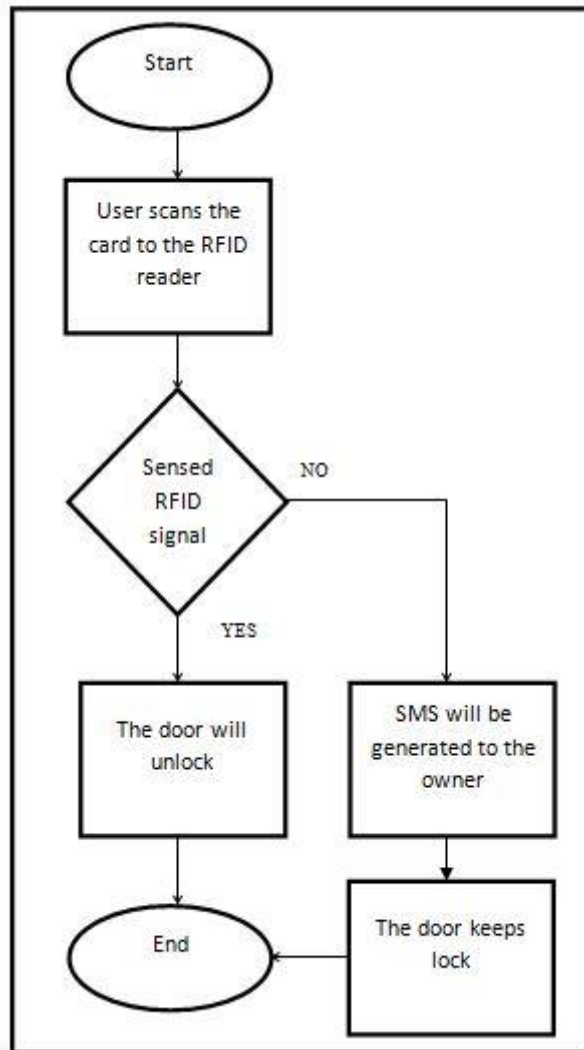 Start
User scans the
card to the RFID
reader
Sensed
RFID
signal
NO
YES
The door will
unlock
SMS will be
generated to the
owner
The door keeps
lock
End